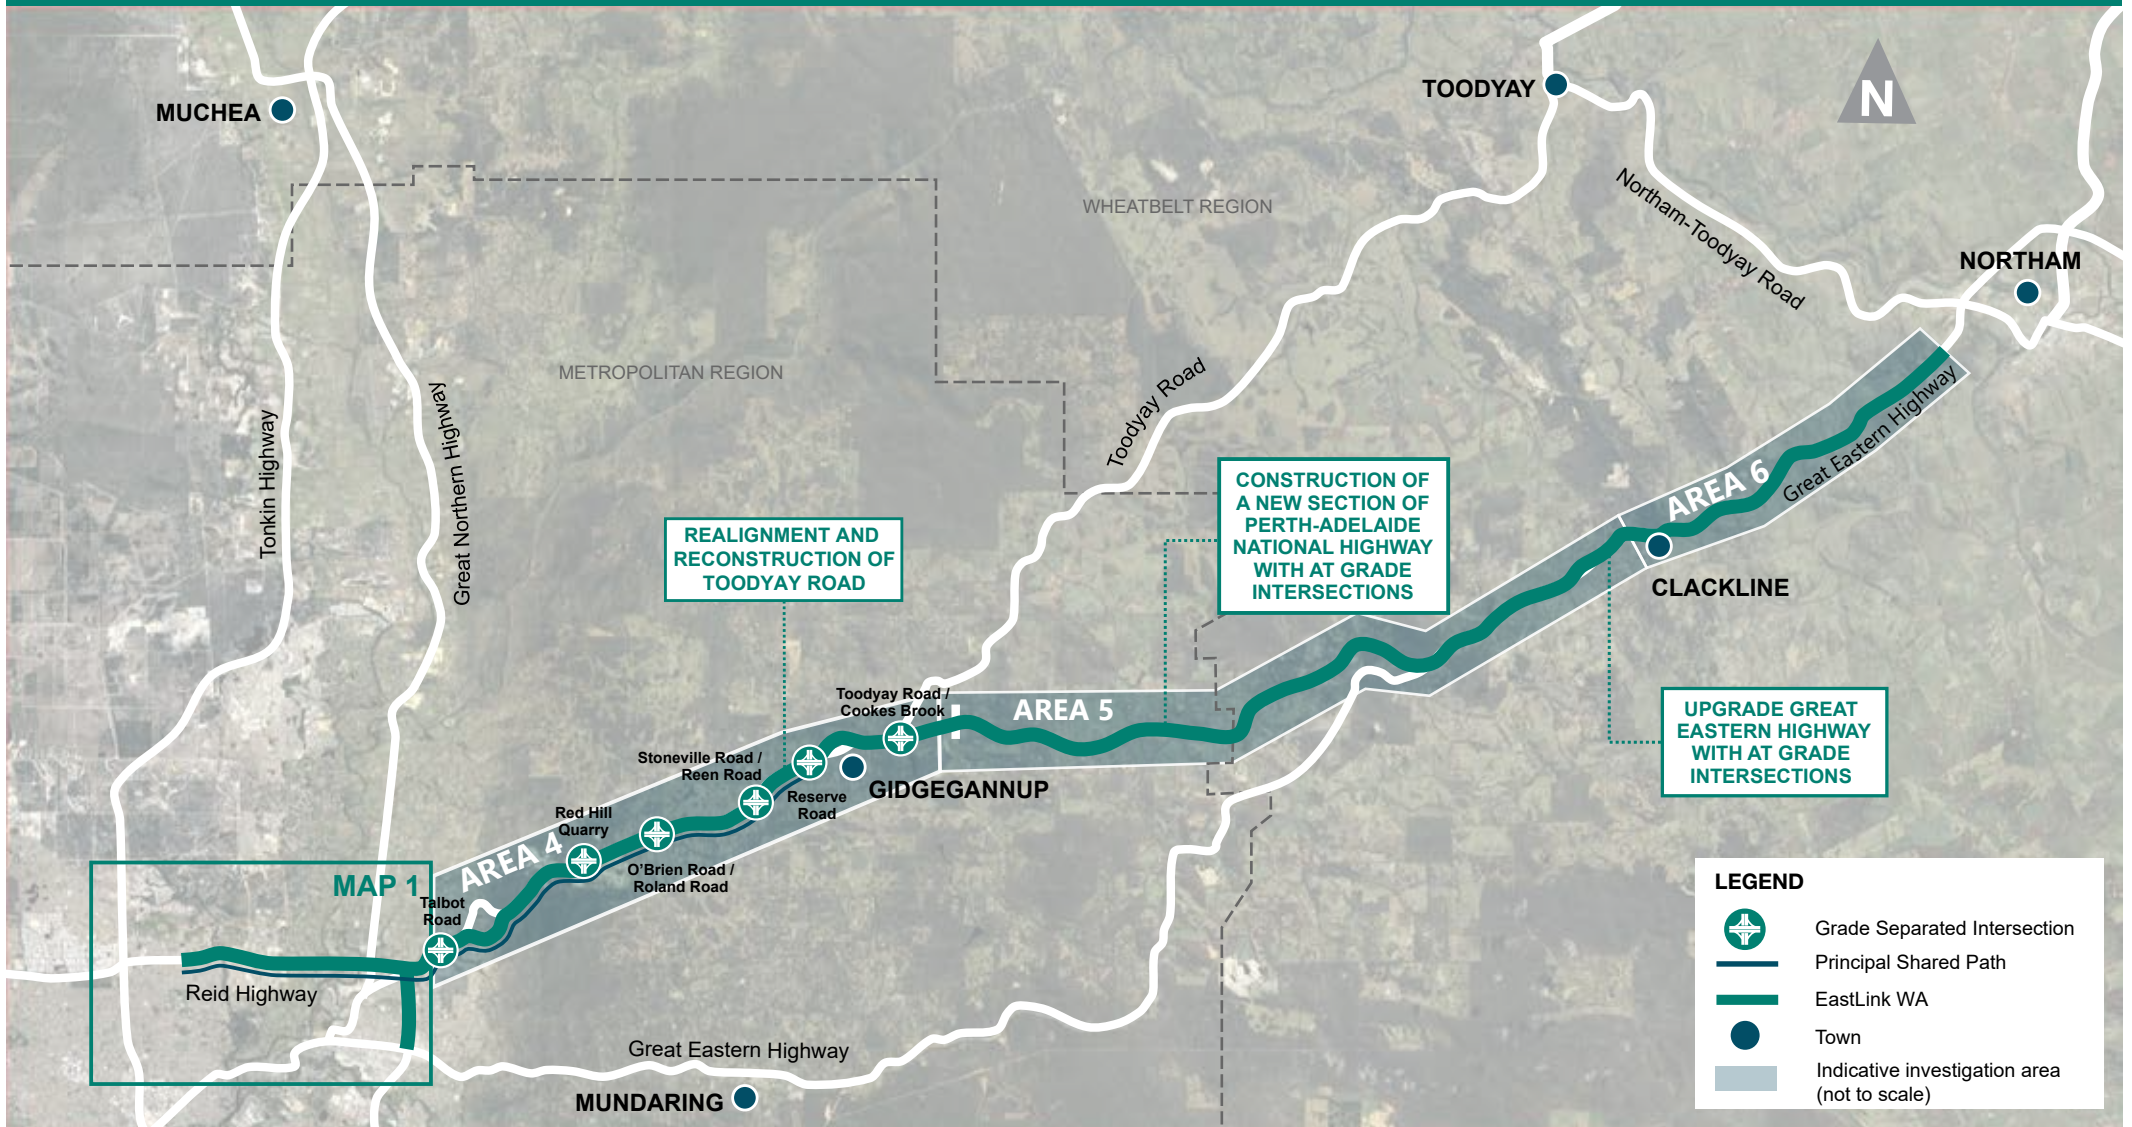 MUCHEA
TOODYAY
N
WHEATBELT REGION
Northam-Toodyay Road
NORTHAM
METROPOLITAN REGION
Tonkin Highway
Great Northern Highway
Toodyay Road
Great Eastern Highway
AREA 6
CONSTRUCTION OF
A NEW SECTION OF
PERTH-ADELAIDE
NATIONAL HIGHWAY
WITH AT GRADE
INTERSECTIONS
REALIGNMENT AND
RECONSTRUCTION OF
TOODYAY ROAD
CLACKLINE
Toodyay Road /
Cookes Brook
AREA 5
UPGRADE GREAT
EASTERN HIGHWAY
WITH AT GRADE
INTERSECTIONS
Stoneville Road /
Reen Road
GIDGEGANNUP
Reserve
Road
Red Hill
Quarry
AREA 4
O'Brien Road /
Roland Road
MAP 1
Talbot
Road
Reid Highway
Great Eastern Highway
MUNDARING
LEGEND
Grade Separated Intersection
Principal Shared Path
EastLink WA
Town
Indicative investigation area
(not to scale)